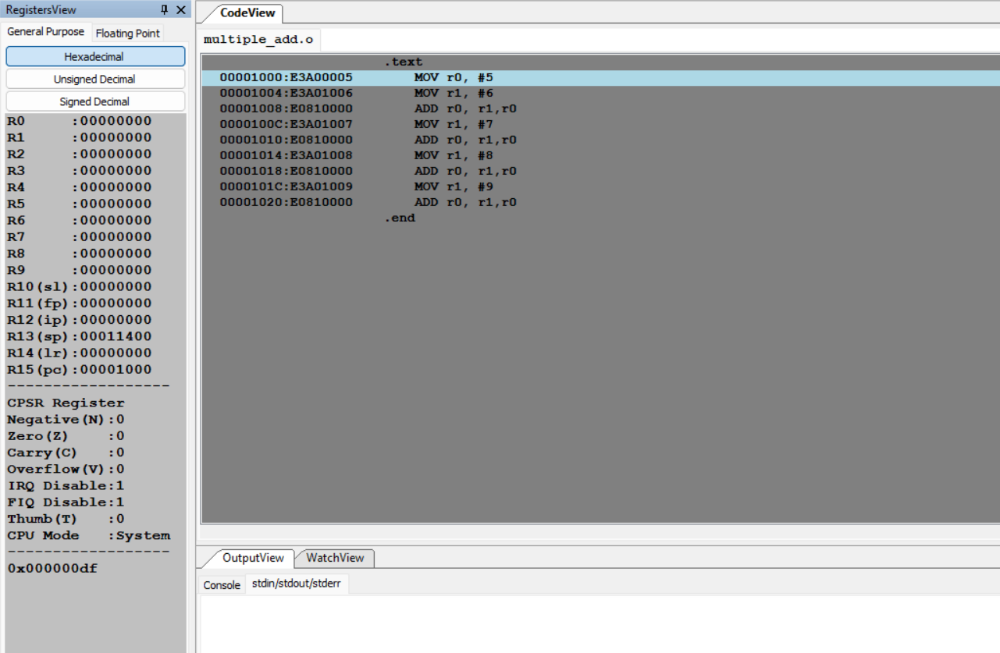 RegistersView
General Purpose Floating Point
Hexadecimal
Unsigned Decimal
Signed Decimal
R0 :00000000
R1 :00000000
R2 :00000000
R3 :00000000
R4 :00000000
R5 :00000000
R6 :00000000
R7 :00000000
R8 :00000000
R9 :00000000
R10(sl):00000000
R11(fp):00000000
R12(ip):00000000
R13(sp):00011400
R14(lr):00000000
R15(pc):00001000
------------------
CPSR Register
Negative(N):0
Zero(Z) :0
Carry(C) :0
Overflow(V):0
IRQ Disable:1
FIQ Disable:1
Thumb(T) :0
CPU Mode :System
------------------
0x000000df
CodeView
multiple_add.o
.text
00001000:E3A00005 MOV r0, #5
00001004:E3A01006 MOV r1, #6
00001008:E0810000 ADD r0, r1,r0
0000100C:E3A01007 MOV r1, #7
00001010:E0810000 ADD r0, r1,r0
00001014:E3A01008 MOV r1, #8
00001018:E0810000 ADD r0, r1,r0
0000101C:E3A01009 MOV r1, #9
00001020:E0810000 ADD r0, r1,r0
.end
OutputView WatchView
Console stdin/stdout/stderr